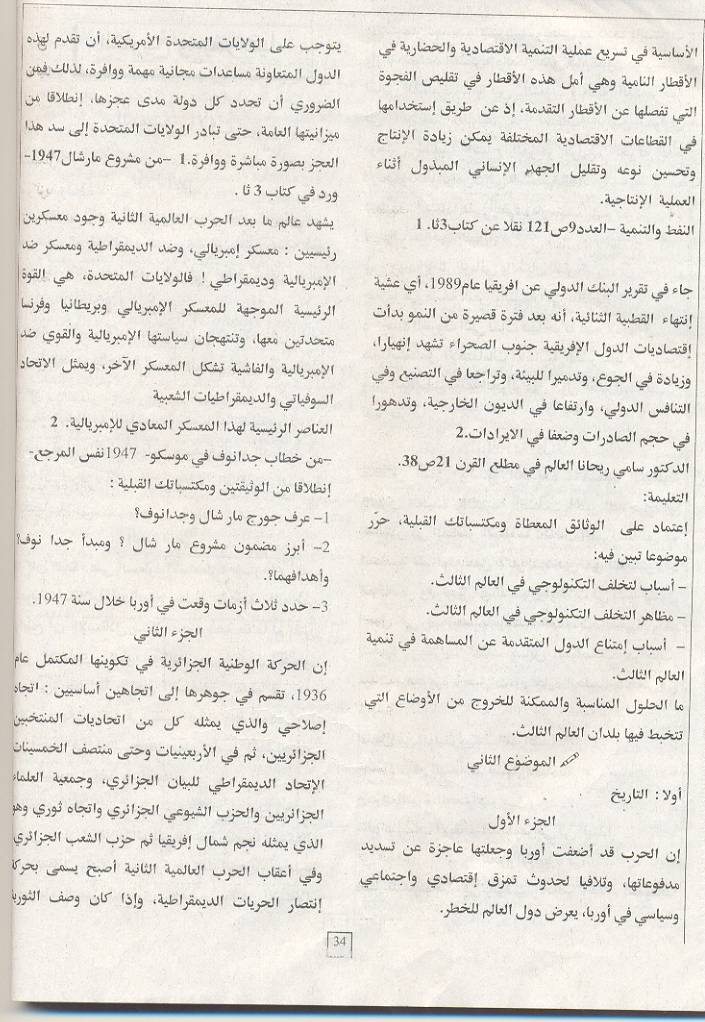 الأساسية في تسريع عملية التنمية الاقتصادية والحضارية في
الأقطار النامية وهي أمل هذه الأقطار في تقليص الفجوة
التي تفصلها عن الأقطار التقدمة، إذ عن طريق إستخدامها
في القطاعات الاقتصادية المختلفة يمكن زيادة الإنتاج
وتحسين نوعه وتقليل الجهد الإنساني المبذول أثناء
العملية الإنتاجية.
النفط والتنمية –العدد9ص121 نقلا عن كتاب3ثا. 1
جاء في تقرير البنك الدولي عن افريقيا عام1989، أي عشية
إنتهاء القطبية الثنائية، أنه بعد فترة قصيرة من النمو بدأت
إقتصاديات الدول الإفريقية جنوب الصحراء تشهد إنهيارا،
وزيادة في الجوع، وتدميرا للبيئة، وتراجعا في التصنيع وفي
التنافس الدولي، وارتفاعا في الديون الخارجية، وتدهورا
في حجم الصادرات وضعفا في الايرادات.2
الدكتور سامي ريحانا العالم في مطلع القرن 21ص38.
التعليمة:
إعتماد على الوثائق المعطاة ومكتسباتك القبلية، حرّر
موضوعا تبين فيه:
– أسباب لتخلف التكنولوجي في العالم الثالث.
– مظاهر التخلف التكنولوجي في العالم الثالث.
– أسباب إمتناع الدول المتقدمة عن المساهمة في تنمية
العالم الثالث.
ما الحلول المناسبة والممكنة للخروج من الأوضاع التي
تتخبط فيها بلدان العالم الثالث.
الموضوع الثاني
أولا : التاريخ
الجزء الأول
إن الحرب قد أضعفت أوربا وجعلتها عاجزة عن تسديد
مدفوعاتها، وتلافيا لحدوث تمزق إقتصادي واجتماعي
وسياسي في أوربا، يعرض دول العالم للخطر.
يتوجب على الولايات المتحدة الأمريكية، أن تقدم لهذه
الدول المتعاونة مساعدات مجانية مهمة ووافرة، لذلك فمن
الضروري أن تحدد كل دولة مدى عجزها، إنطلاقا من
ميزانيتها العامة، حتى تبادر الولايات المتحدة إلى سد هذا
العجز بصورة مباشرة ووافرة.1 –من مشروع مارشال1947-
ورد في كتاب 3 ثا .
يشهد عالم ما بعد الحرب العالمية الثانية وجود معسكرين
رئيسيين : معسكر إمبريالي، وضد الديمقراطية ومعسكر ضد
الإمبريالية وديمقراطي ! فالولايات المتحدة، هي القوة
الرئيسية الموجهة للمعسكر الإمبريالي وبريطانيا وفرنسا
متحدتين معها، وتنتهجان سياستها الإمبريالية والقوي ضد
الإمبريالية والفاشية تشكل المعسكر الآخر، ويمثل الاتحاد
السوفياتي والديمقراطيات الشعبية
العناصر الرئيسية لهذا المعسكر المعادي للإمبريالية. 2
–من خطاب جدانوف في موسكو- 1947نفس المرجع-
إنطلاقا من الوثيقتين ومكتسباتك القبلية :
1– عرف جورج مار شال وجدانوف؟
2– أبرز مضمون مشروع مار شال ؟ ومبدأ جدا نوف؟
وأهدافهما؟.
3– حدد ثلاث أزمات وقعت في أوربا خلال سنة 1947.
الجزء الثاني
إن الحركة الوطنية الجزائرية في تكوينها المكتمل عام
1936، تقسم في جوهرها إلى اتجاهين أساسيين : اتجاه
إصلاحي والذي يمثله كل من اتحاديات المنتخبين
الجزائريين، ثم في الأربعينيات وحتى منتصف الخمسينات
الإتحاد الديمقراطي للبيان الجزائري، وجمعية العلماء
الجزائريين والحزب الشيوعي الجزائري واتجاه ثوري وهو
الذي يمثله نجم شمال إفريقيا ثم حزب الشعب الجزائري
وفي أعقاب الحرب العالمية الثانية أصبح يسمى بحركة
إنتصار الحريات الديمقراطية، وإذا كان وصف الثورية
34